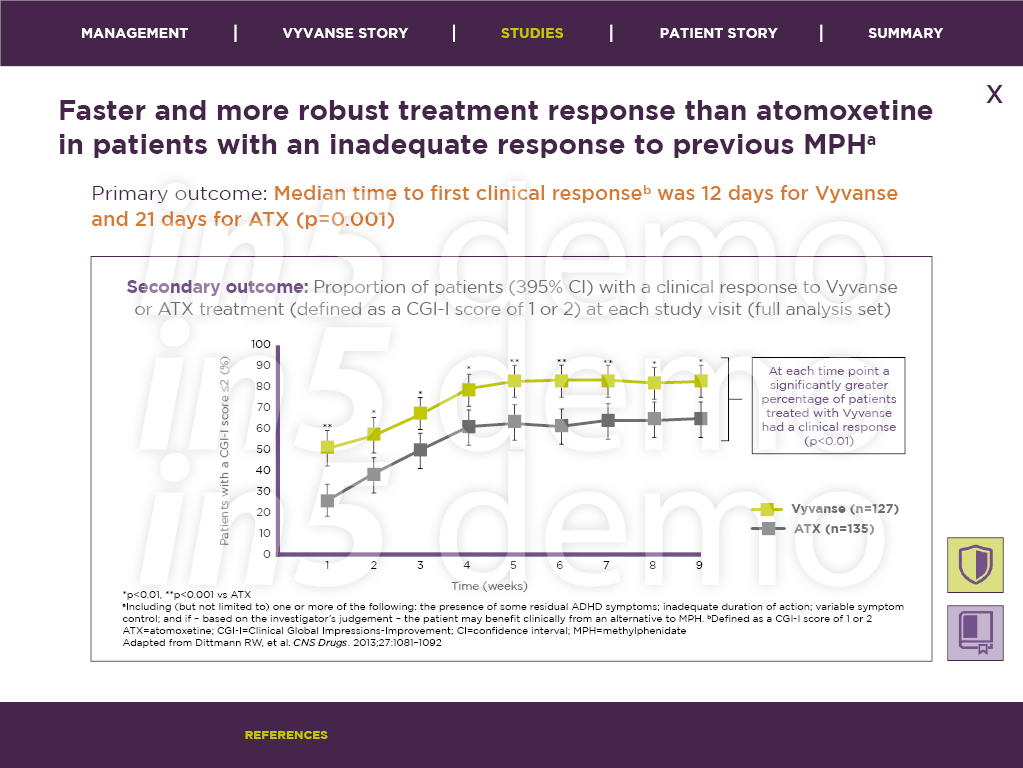 MANAGEMENT | VYVANSE STORY | STUDIES | PATIENT STORY | SUMMARY
X
Faster and more robust treatment response than atomoxetine
in patients with an inadequate response to previous MPHᵃ
Primary outcome: Median time to first clinical responseᵇ was 12 days for Vyvanse
and 21 days for ATX (p=0.001)
Secondary outcome: Proportion of patients (395% CI) with a clinical response to Vyvanse
or ATX treatment (defined as a CGI-I score of 1 or 2) at each study visit (full analysis set)
in5 demo
in5 demo
in5 demo
Patients with a CGI-I score ≤2 (%)
100
90
80
70
60
50
40
30
20
10
0
** * * * ** ** ** * *
1 2 3 4 5 6 7 8 9
Time (weeks)
At each time point a
significantly greater
percentage of patients
treated with Vyvanse
had a clinical response
(p<0.01)
Vyvanse (n=127)
ATX (n=135)
*p<0.01, **p<0.001 vs ATX
ᵃIncluding (but not limited to) one or more of the following: the presence of some residual ADHD symptoms; inadequate duration of action; variable symptom
control; and if – based on the investigator's judgement – the patient may benefit clinically from an alternative to MPH. ᵇDefined as a CGI-I score of 1 or 2
ATX=atomoxetine; CGI-I=Clinical Global Impressions-Improvement; CI=confidence interval; MPH=methylphenidate
Adapted from Dittmann RW, et al. CNS Drugs. 2013;27:1081–1092
REFERENCES